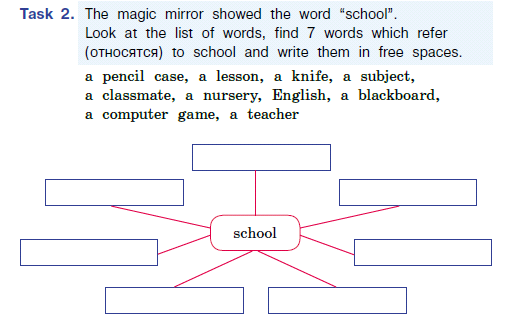 Task 2. The magic mirror showed the word “school”.
Look at the list of words, find 7 words which refer
(относятся) to school and write them in free spaces.
a pencil case, a lesson, a knife, a subject,
a classmate, a nursery, English, a blackboard,
a computer game, a teacher
school